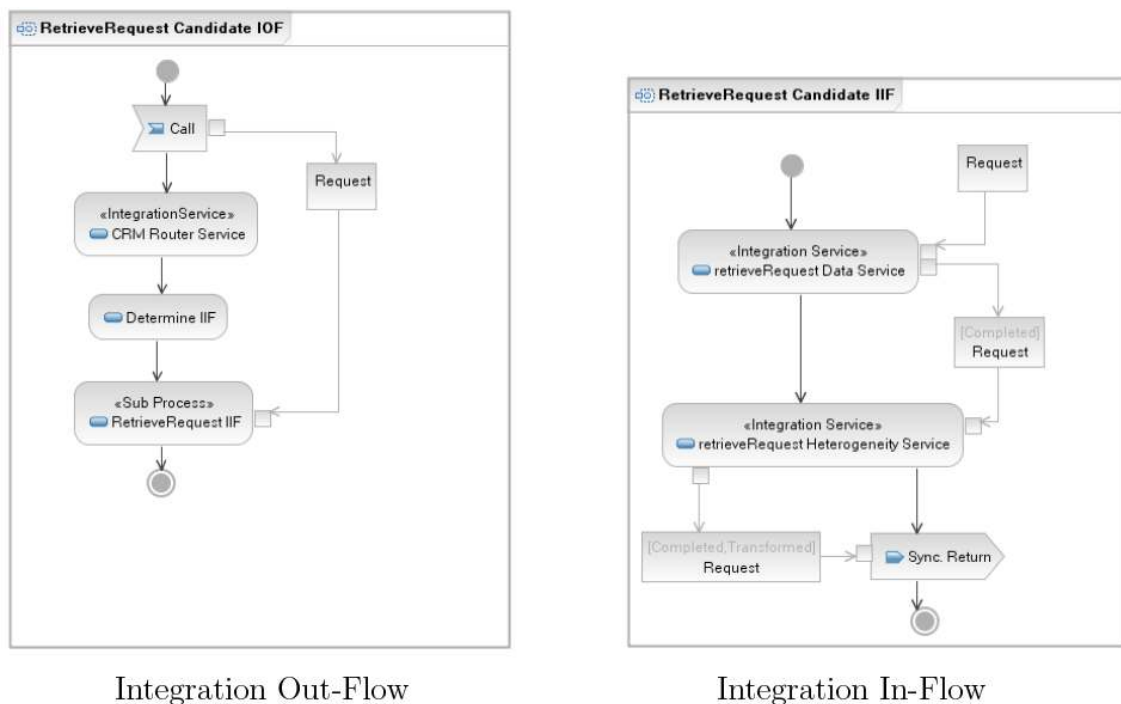 RetrieveRequest Candidate IOF
Call
Request
«IntegrationService»
CRM Router Service
Determine IIF
«Sub Process»
RetrieveRequest IIF
Integration Out-Flow
RetrieveRequest Candidate IIF
Request
«Integration Service»
retrieveRequest Data Service
[Completed]
Request
«Integration Service»
retrieveRequest Heterogeneity Service
[Completed,Transformed]
Request
Sync. Return
Integration In-Flow